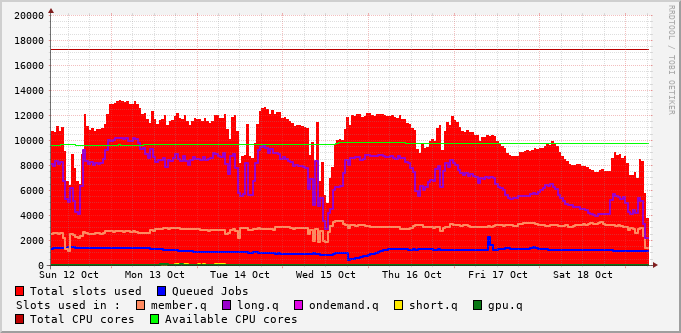 20000
18000
16000
14000
12000
10000
8000
6000
4000
2000
0
Sun 12 Oct Mon 13 Oct Tue 14 Oct Wed 15 Oct Thu 16 Oct Fri 17 Oct Sat 18 Oct
Total slots used Queued Jobs
Slots used in : member.q long.q ondemand.q short.q gpu.q
Total CPU cores Available CPU cores
RRDTOOL / TOBI OETIKER